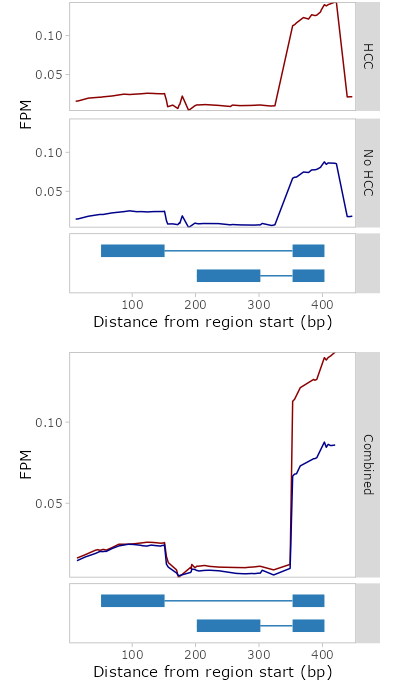 0.10
0.05
HCC
FPM
0.10
0.05
No HCC
100 200 300 400
Distance from region start (bp)
0.10
0.05
FPM
Combined
100 200 300 400
Distance from region start (bp)